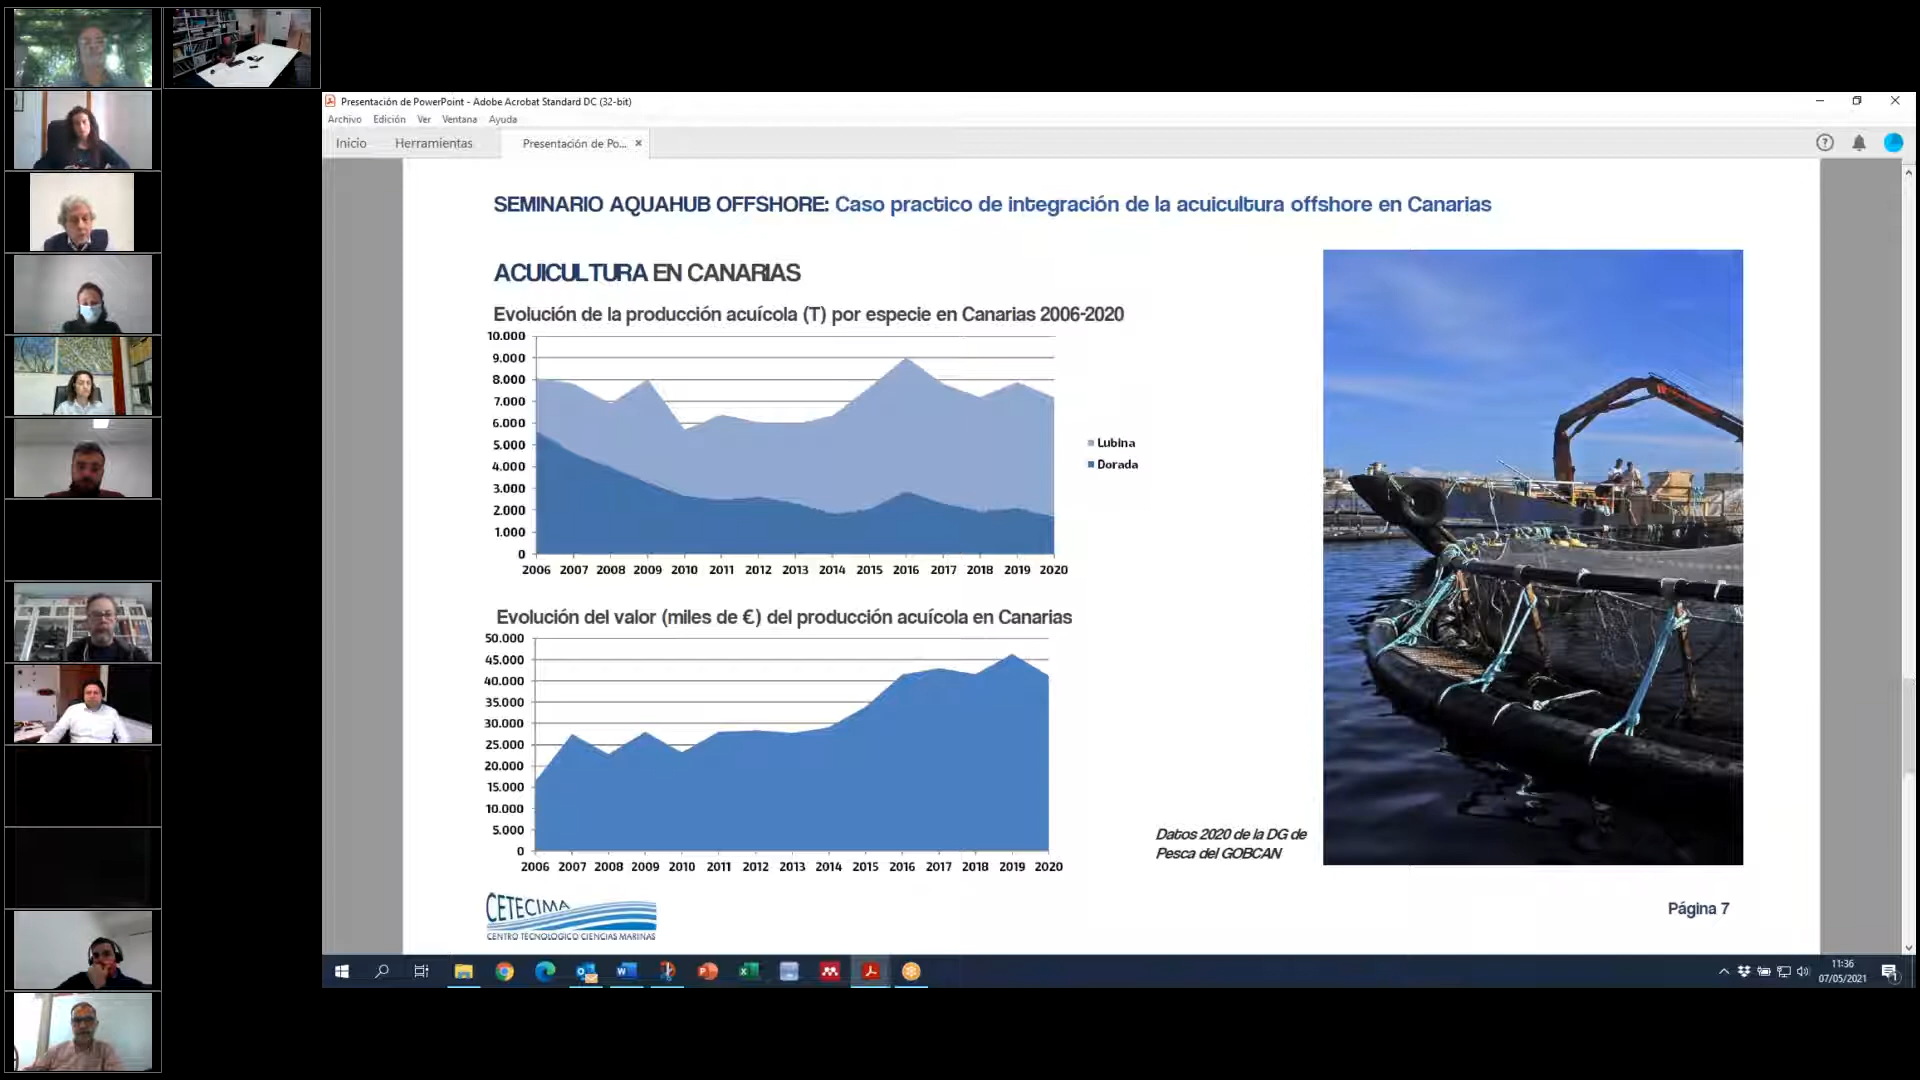 Presentación de PowerPoint - Adobe Acrobat Standard DC (32-bit)
Archivo Edición Ver Ventana Ayuda
Inicio Herramientas Presentación de Po... ×
SEMINARIO AQUAHUB OFFSHORE: Caso practico de integración de la acuicultura offshore en Canarias
ACUICULTURA EN CANARIAS
Evolución de la producción acuícola (T) por especie en Canarias 2006-2020
10.000
9.000
8.000
7.000
6.000
5.000
4.000
3.000
2.000
1.000
0
2006 2007 2008 2009 2010 2011 2012 2013 2014 2015 2016 2017 2018 2019 2020
Lubina
Dorada
Evolución del valor (miles de €) del producción acuícola en Canarias
50.000
45.000
40.000
35.000
30.000
25.000
20.000
15.000
10.000
5.000
0
2006 2007 2008 2009 2010 2011 2012 2013 2014 2015 2016 2017 2018 2019 2020
Datos 2020 de la DG de
Pesca del GOBCAN
CETECIMA
CENTRO TECNOLÓGICO CIENCIAS MARINAS
Página 7
11:36
07/05/2021